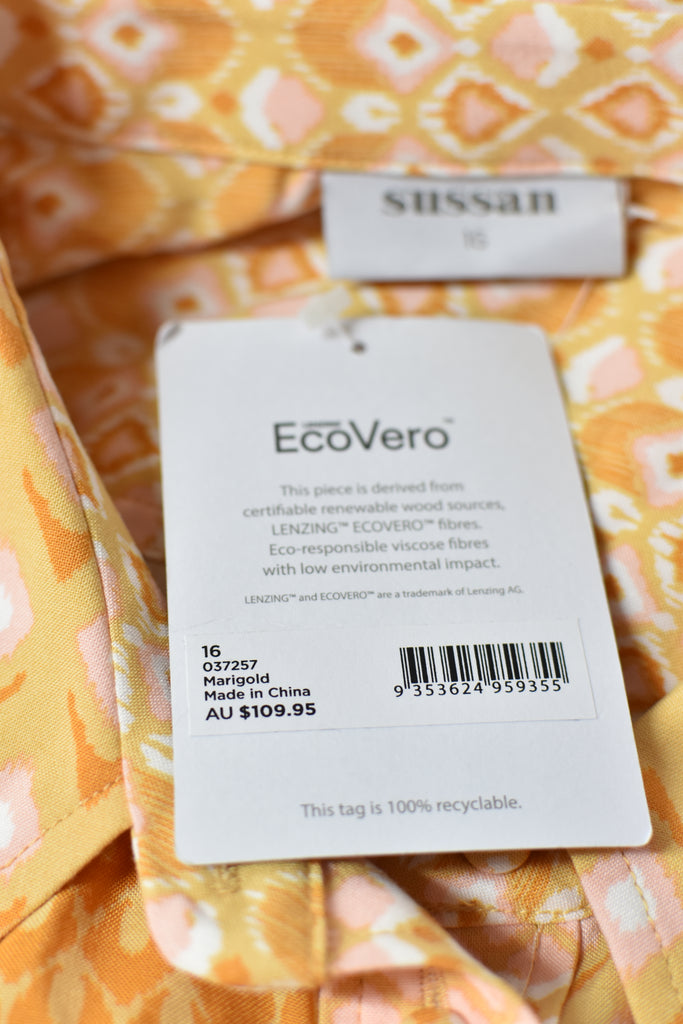 sussan
16
LENZING
EcoVero™
This piece is derived from
certifiable renewable wood sources,
LENZING™ ECOVERO™ fibres.
Eco-responsible viscose fibres
with low environmental impact.
LENZING™ and ECOVERO™ are a trademark of Lenzing AG.
16
037257
Marigold
Made in China
AU $109.95
9 353624 959355
This tag is 100% recyclable.